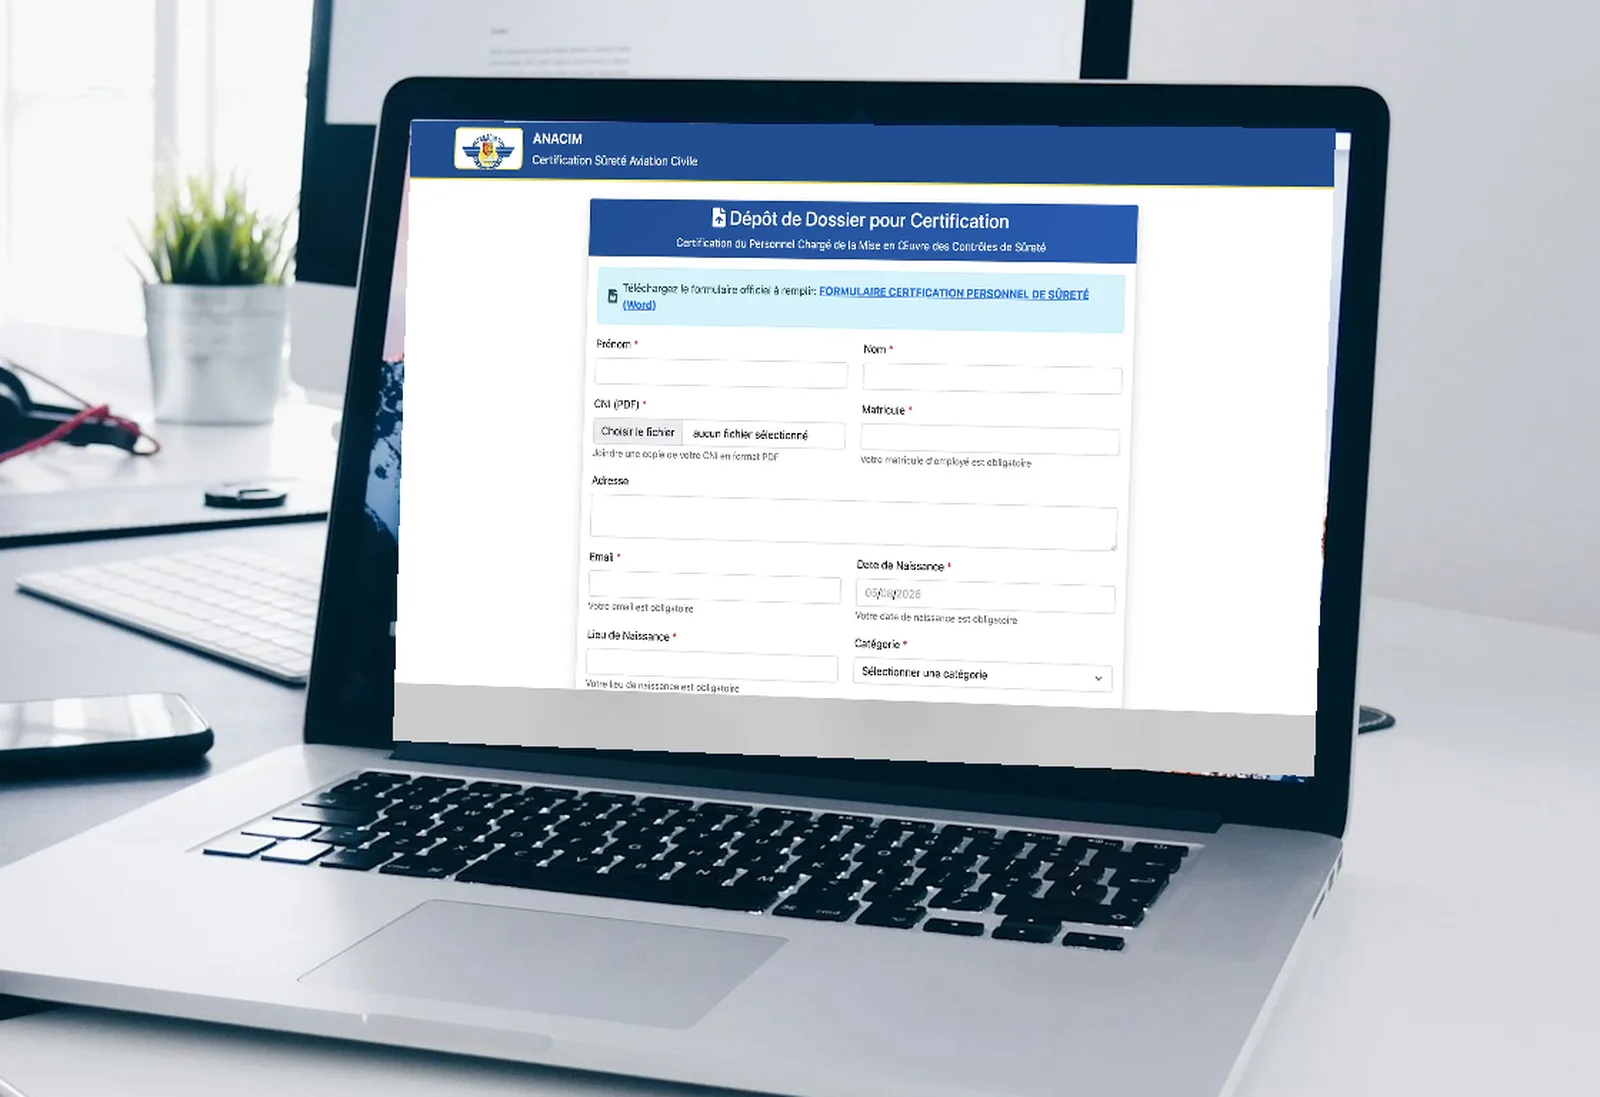 ANACIM
Certification Sûreté Aviation Civile
Dépôt de Dossier pour Certification
Certification du Personnel Chargé de la Mise en Œuvre des Contrôles de Sûreté
Téléchargez le formulaire officiel à remplir: FORMULAIRE CERTFICATION PERSONNEL DE SÛRETÉ
(Word)
Prénom *
Nom *
CNI (PDF) *
Matricule *
Choisir le fichier
aucun fichier sélectionné
Joindre une copie de votre CNI en format PDF
Votre matricule d'employé est obligatoire
Adresse
Email *
Date de Naissance *
05/08/2026
Votre email est obligatoire
Votre date de naissance est obligatoire
Lieu de Naissance *
Catégorie *
Sélectionner une catégorie
Votre lieu de naissance est obligatoire